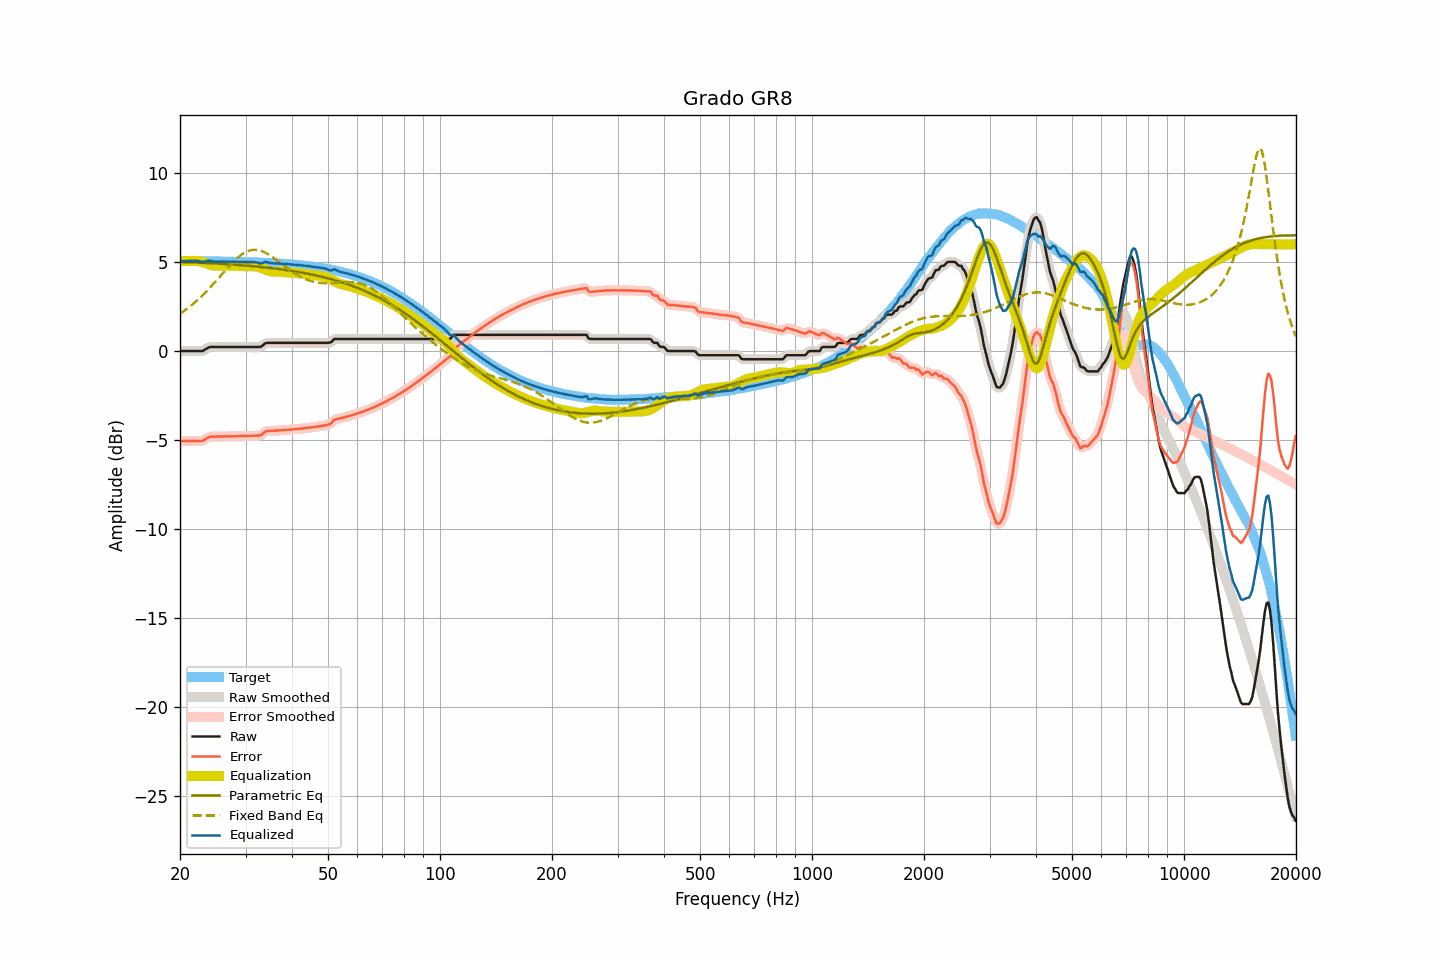 Grado GR8
Amplitude (dBr)
10
5
0
−5
−10
−15
−20
−25
Target
Raw Smoothed
Error Smoothed
Raw
Error
Equalization
Parametric Eq
Fixed Band Eq
Equalized
20 50 100 200 500 1000 2000 5000 10000 20000
Frequency (Hz)